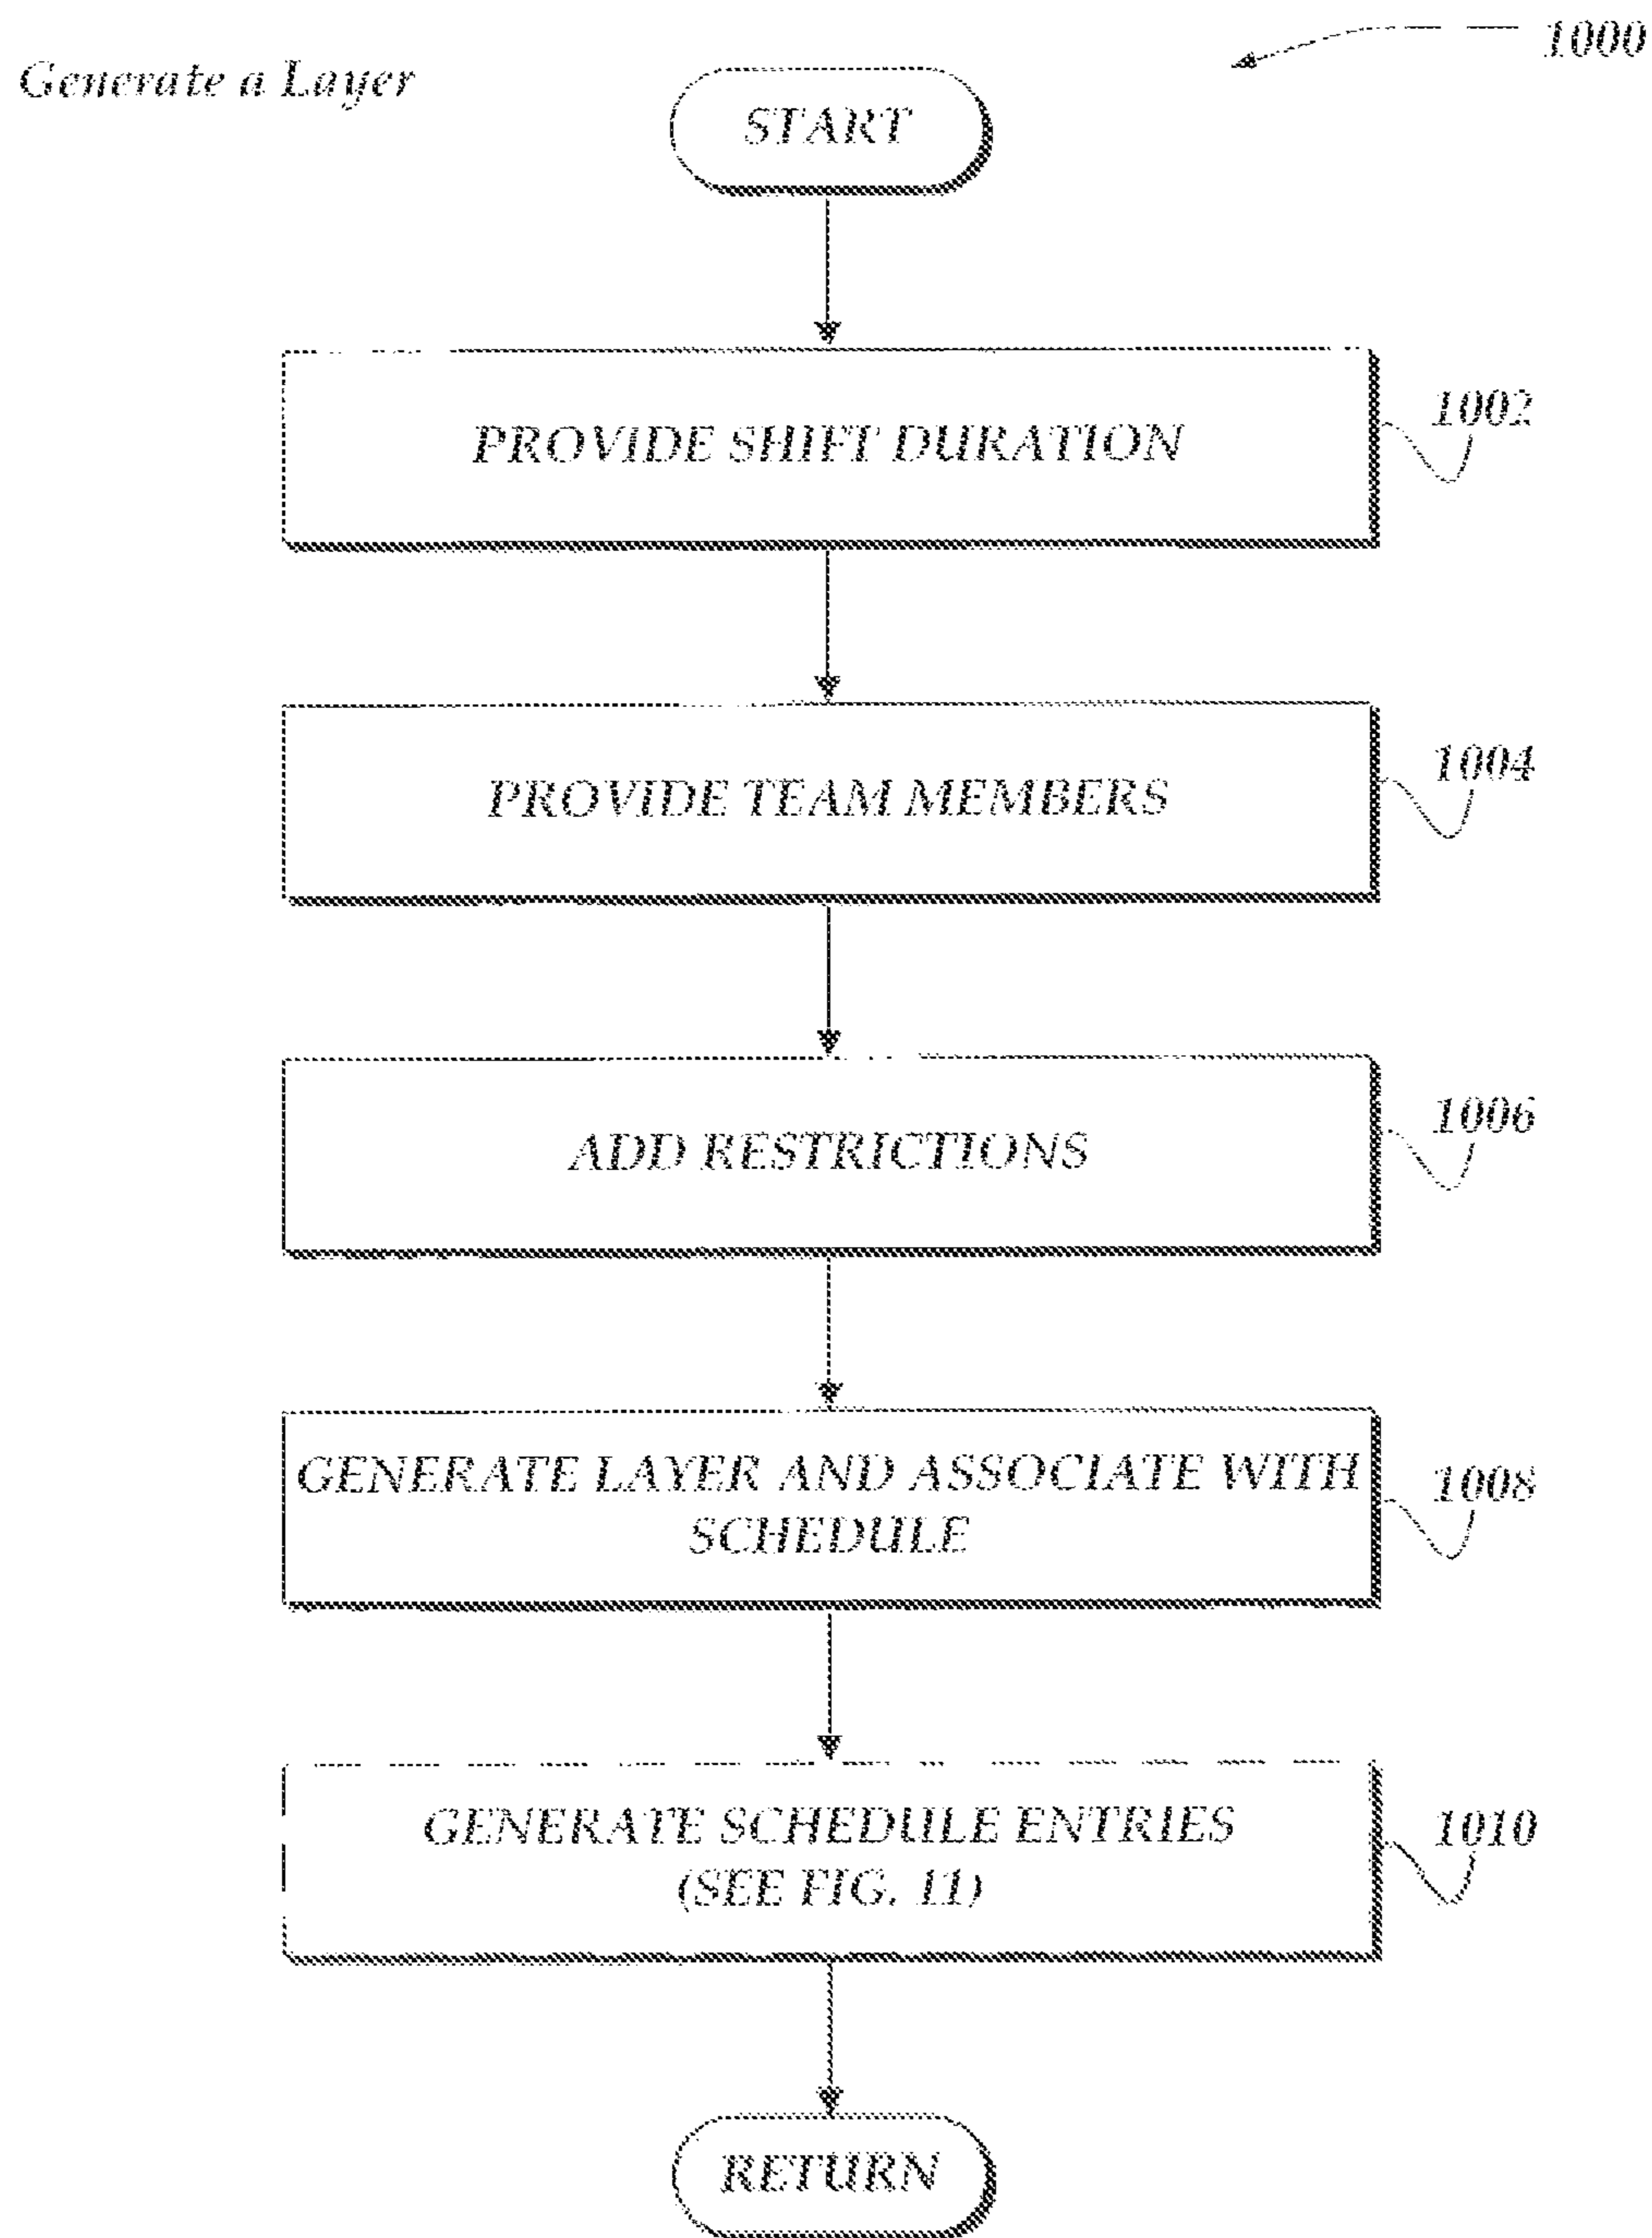 1000
Generate a Layer
START
PROVIDE SHIFT DURATION
1002
PROVIDE TEAM MEMBERS
1004
ADD RESTRICTIONS
1006
GENERATE LAYER AND ASSOCIATE WITH
SCHEDULE
1008
GENERATE SCHEDULE ENTRIES
(SEE FIG. 11)
1010
RETURN